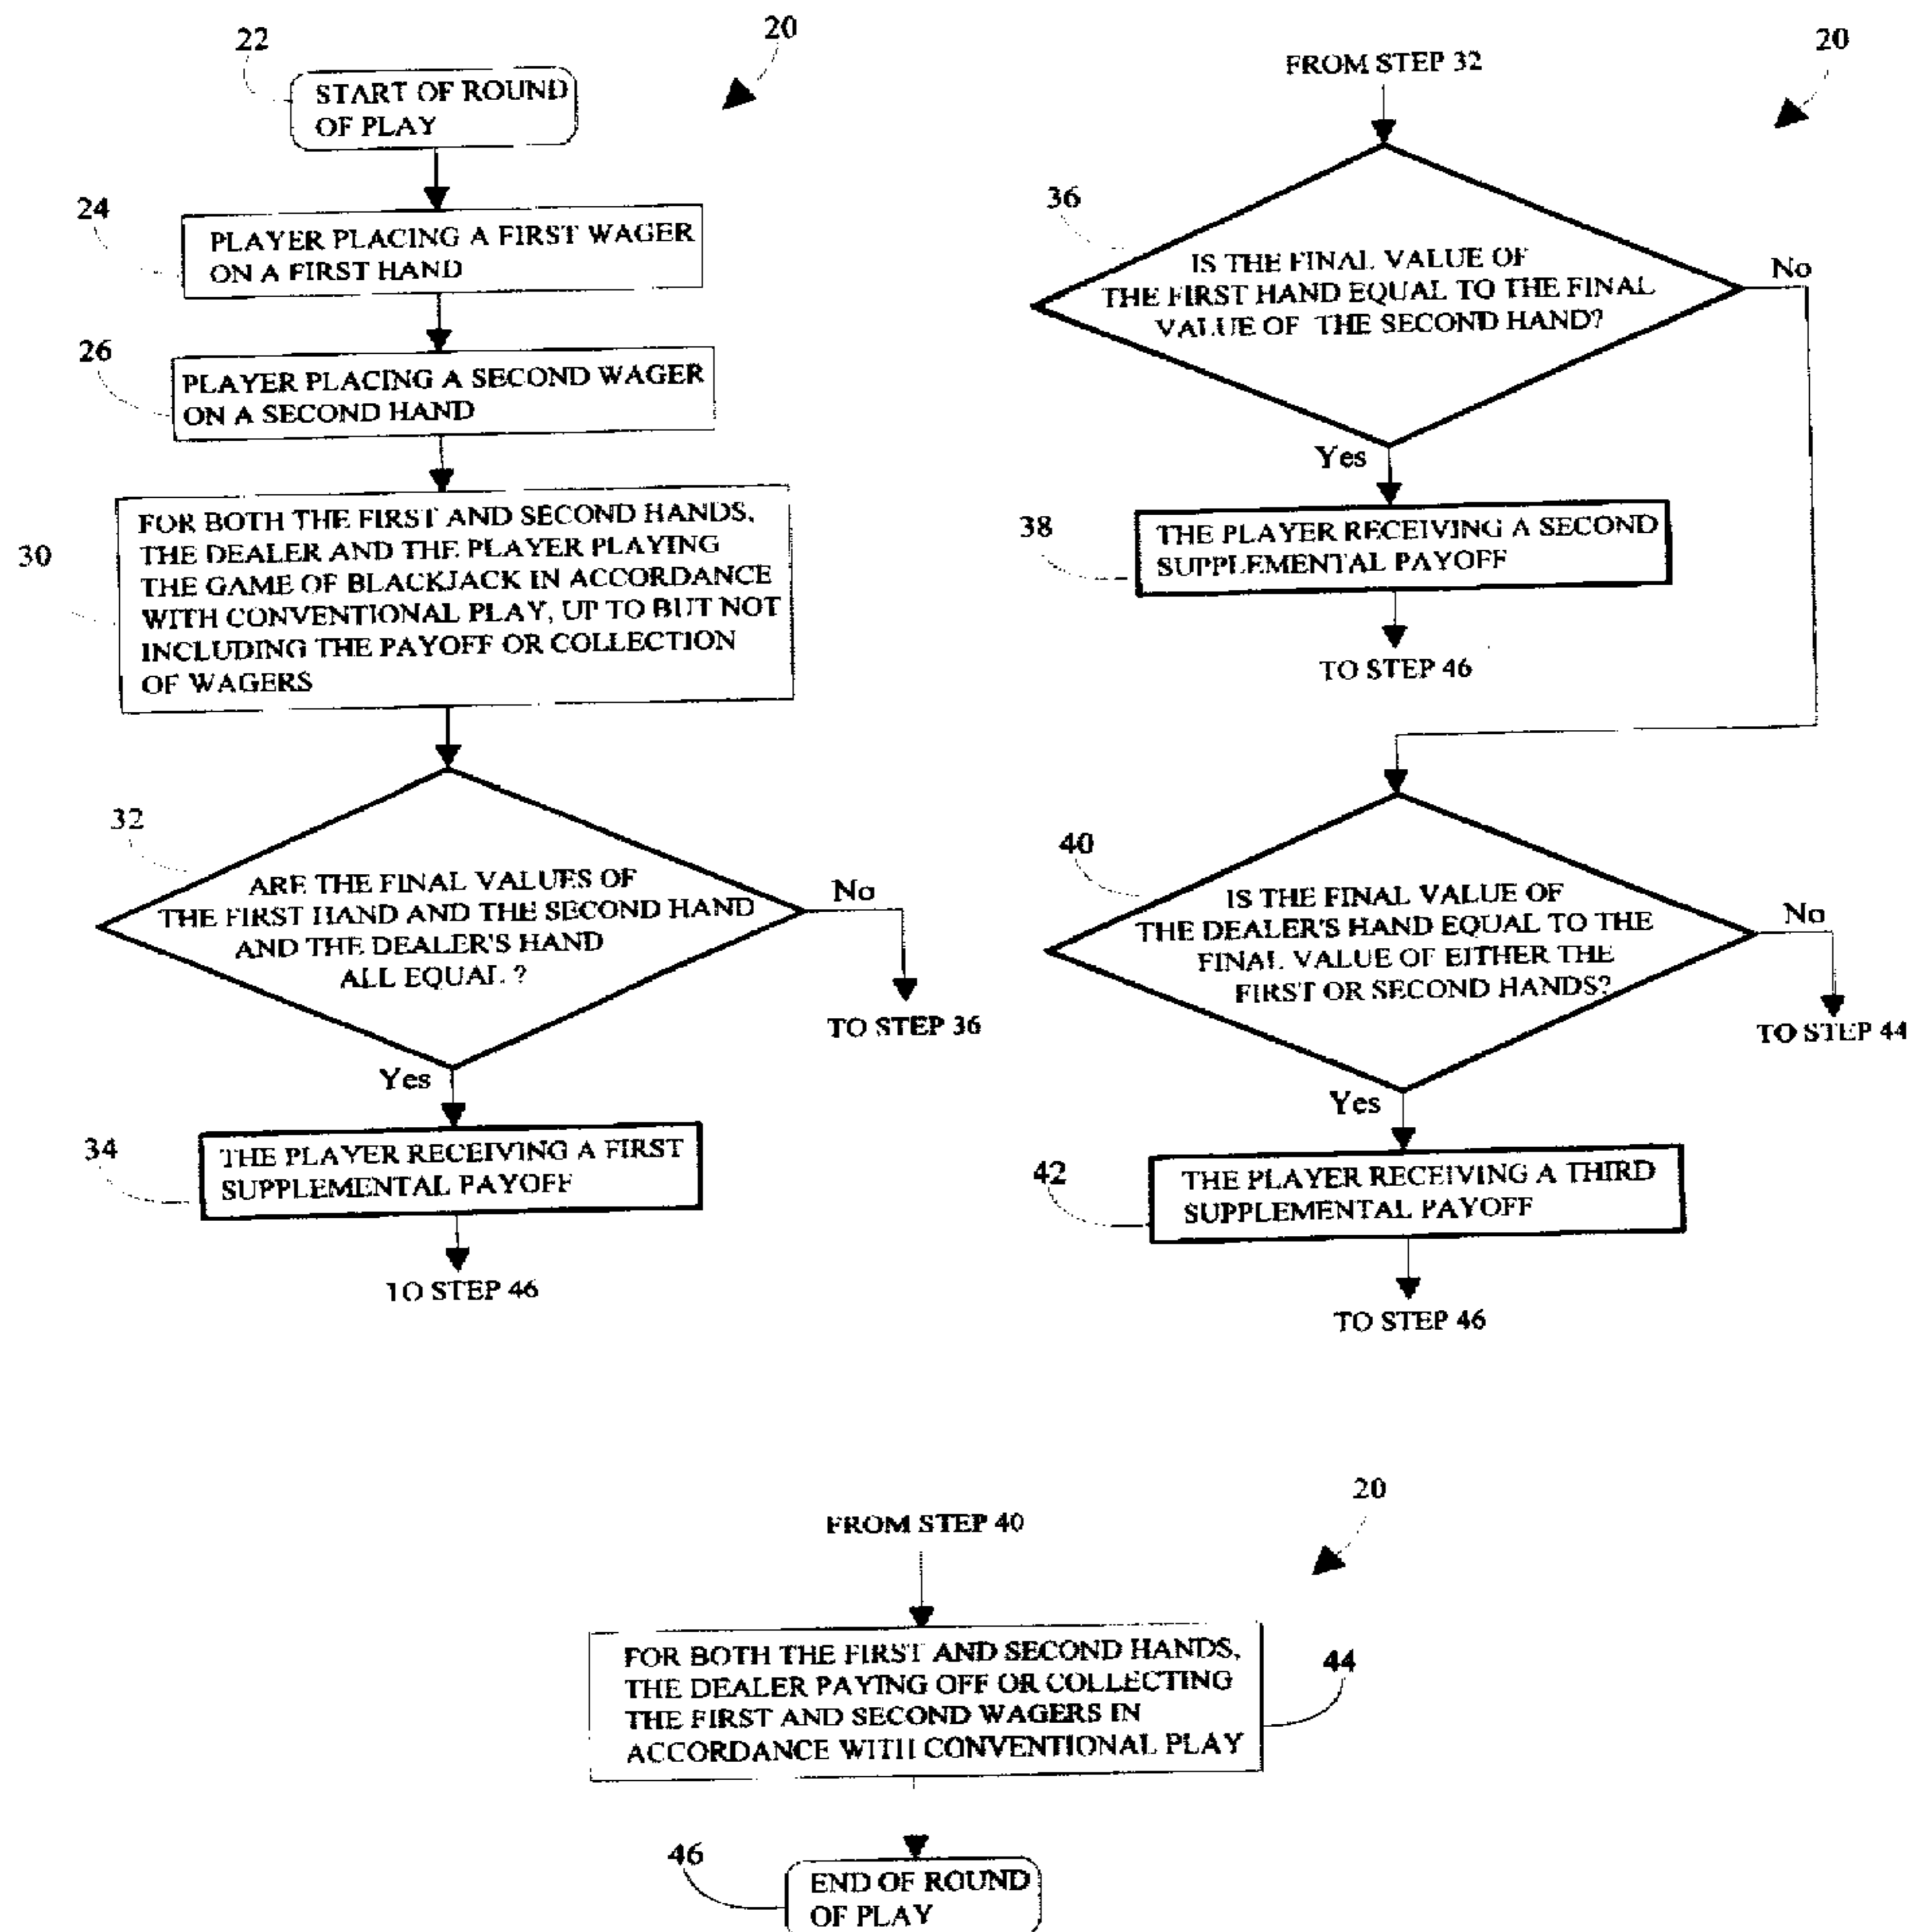 22
20
START OF ROUND
OF PLAY
24
PLAYER PLACING A FIRST WAGER
ON A FIRST HAND
26
PLAYER PLACING A SECOND WAGER
ON A SECOND HAND
30
FOR BOTH THE FIRST AND SECOND HANDS,
THE DEALER AND THE PLAYER PLAYING
THE GAME OF BLACKJACK IN ACCORDANCE
WITH CONVENTIONAL PLAY, UP TO BUT NOT
INCLUDING THE PAYOFF OR COLLECTION
OF WAGERS
32
ARE THE FINAL VALUES OF
THE FIRST HAND AND THE SECOND HAND
AND THE DEALER'S HAND
ALL EQUAL ?
No
TO STEP 36
Yes
34
THE PLAYER RECEIVING A FIRST
SUPPLEMENTAL PAYOFF
TO STEP 46
20
FROM STEP 32
36
IS THE FINAL VALUE OF
THE FIRST HAND EQUAL TO THE FINAL
VALUE OF THE SECOND HAND?
No
Yes
38
THE PLAYER RECEIVING A SECOND
SUPPLEMENTAL PAYOFF
TO STEP 46
40
IS THE FINAL VALUE OF
THE DEALER'S HAND EQUAL TO THE
FINAL VALUE OF EITHER THE
FIRST OR SECOND HANDS?
No
TO STEP 44
Yes
42
THE PLAYER RECEIVING A THIRD
SUPPLEMENTAL PAYOFF
TO STEP 46
20
FROM STEP 40
FOR BOTH THE FIRST AND SECOND HANDS,
THE DEALER PAYING OFF OR COLLECTING
THE FIRST AND SECOND WAGERS IN
ACCORDANCE WITH CONVENTIONAL PLAY
44
46
END OF ROUND
OF PLAY